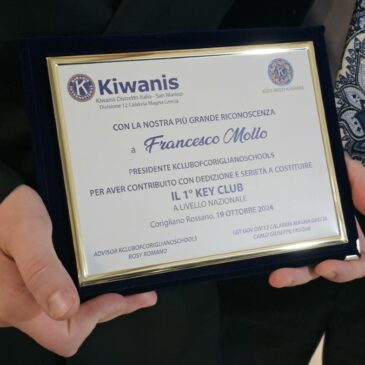 Kiwanis
Kiwanis Distretto Italia - San Marino
Divisione 12 Calabria Magna Grecia
CON LA NOSTRA PIÙ GRANDE RICONOSCENZA
a Francesco Mollo
PRESIDENTE KCLUBOFCORIGLIANOSCHOOLS
PER AVER CONTRIBUITO CON DEDIZIONE E SERIETÀ A COSTITUIRE
IL 1° KEY CLUB
A LIVELLO NAZIONALE
Corigliano Rossano, 19 OTTOBRE 2024
ADVISOR KCLUBOFCORIGLIANOSCHOOLS
ROSY ROMANO
LGT GOV DIV 12 CALABRIA MAGNA GRECIA
CARLO GIUSEPPE